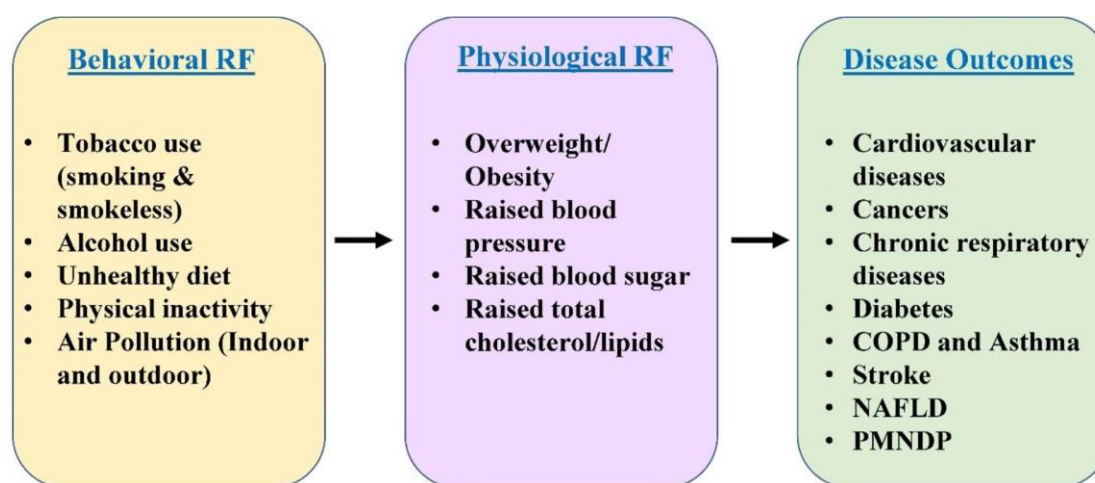 Behavioral RF
• Tobacco use
(smoking &
smokeless)
• Alcohol use
• Unhealthy diet
• Physical inactivity
• Air Pollution (Indoor
and outdoor)
Physiological RF
• Overweight/
Obesity
• Raised blood
pressure
• Raised blood sugar
• Raised total
cholesterol/lipids
Disease Outcomes
• Cardiovascular
diseases
• Cancers
• Chronic respiratory
diseases
• Diabetes
• COPD and Asthma
• Stroke
• NAFLD
• PMNDP